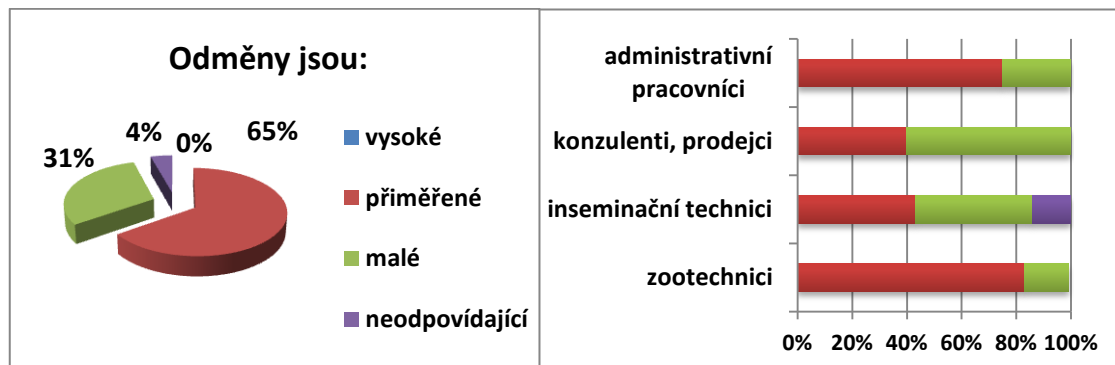 Odměny jsou:
4%
0%
65%
31%
vysoké
přiměřené
malé
neodpovídající
administrativní
pracovníci
konzulenti, prodejci
inseminační technici
zootechnici
0% 20% 40% 60% 80% 100%